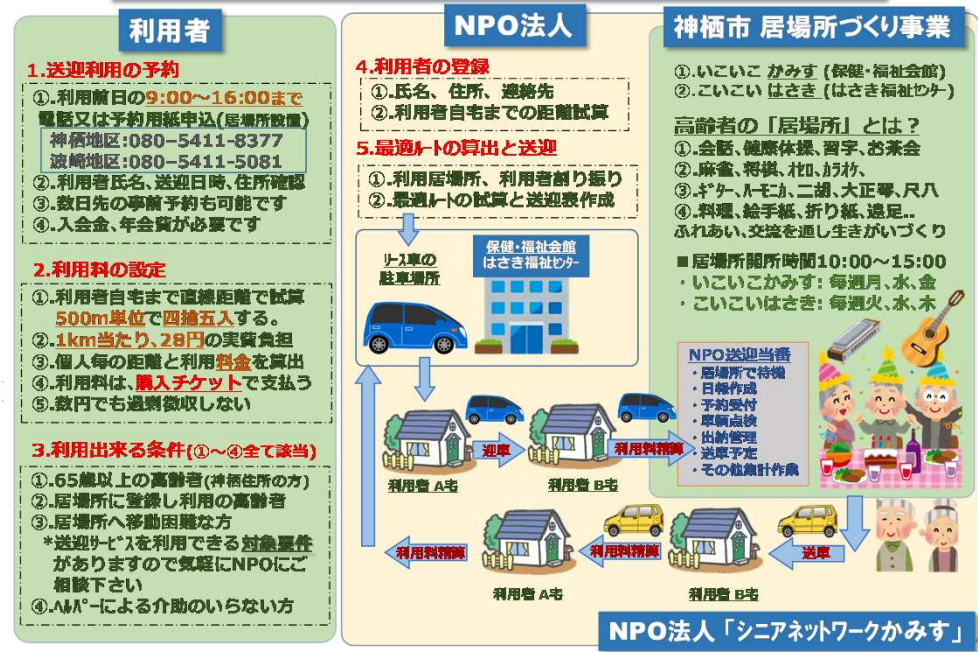 利用者
1.送迎利用の予約
①.利用前日の9:00～16:00まで
電話又は予約用紙申込(居場所設置)
神栖地区:080-5411-8377
波崎地区:080-5411-5081
②.利用者氏名、送迎日時、住所確認
③.数日先の事前予約も可能です
④.入会金、年会費が必要です
2.利用料の設定
①.利用者自宅まで直線距離で試算
500m単位で四捨五入する。
②.1km当たり、28円の実費負担
③.個人毎の距離と利用料金を算出
④.利用料は、購入チケットで支払う
⑤.数円でも過剰徴収しない
3.利用出来る条件(①～④全て該当)
①.65歳以上の高齢者(神栖住所の方)
②.居場所に登録し利用の高齢者
③.居場所へ移動困難な方
*送迎ｻｰﾋﾞｽを利用できる対象要件
がありますので気軽にNPOにご
相談下さい
④.ﾍﾙﾊﾟｰによる介助のいらない方
NPO法人
4.利用者の登録
①.氏名、住所、連絡先
②.利用者自宅までの距離試算
5.最適ﾙｰﾄの算出と送迎
①.利用居場所、利用者割り振り
②.最適ﾙｰﾄの試算と送迎表作成
ﾘｰｽ車の
駐車場所
保健・福祉会館
はさき福祉ｾﾝﾀｰ
迎車
利用料精算
利用者 A宅
利用者 B宅
利用料精算
利用料精算
送車
利用者 A宅
利用者 B宅
神栖市 居場所づくり事業
①.いこいこ かみす (保健・福祉会館)
②.こいこい はさき (はさき福祉ｾﾝﾀｰ)
高齢者の「居場所」とは？
①.会話、健康体操、習字、お茶会
②.麻雀、将棋、ｵｾﾛ、ｶﾗｵｹ、
③.ｷﾞﾀｰ、ﾊｰﾓﾆｶ、二胡、大正琴、尺八
④.料理、絵手紙、折り紙、遠足..
ふれあい、交流を通し生きがいづくり
■居場所開所時間10:00～15:00
・いこいこかみす: 毎週月、水、金
・こいこいはさき: 毎週火、水、木
NPO送迎当番
・居場所で待機
・日報作成
・予約受付
・車輌点検
・出納管理
・送車予定
・その他集計作業
NPO法人「シニアネットワークかみす」